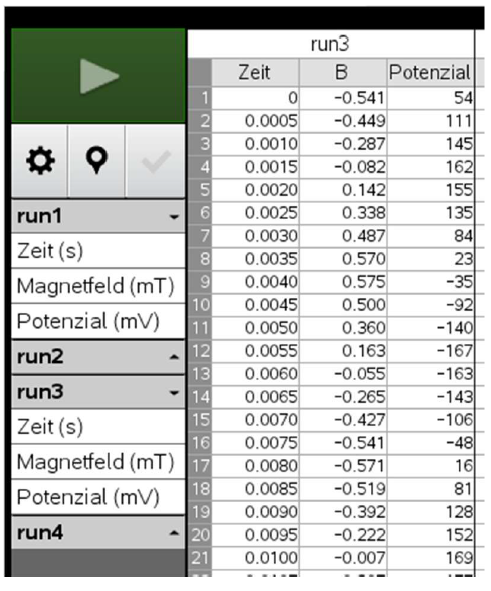 run3
Zeit B Potenzial
1 0 -0.541 54
2 0.0005 -0.449 111
3 0.0010 -0.287 145
4 0.0015 -0.082 162
5 0.0020 0.142 155
6 0.0025 0.338 135
7 0.0030 0.487 84
8 0.0035 0.570 23
9 0.0040 0.575 -35
10 0.0045 0.500 -92
11 0.0050 0.360 -140
12 0.0055 0.163 -167
13 0.0060 -0.055 -163
14 0.0065 -0.265 -143
15 0.0070 -0.427 -106
16 0.0075 -0.541 -48
17 0.0080 -0.571 16
18 0.0085 -0.519 81
19 0.0090 -0.392 128
20 0.0095 -0.222 152
21 0.0100 -0.007 169
run1
Zeit (s)
Magnetfeld (mT)
Potenzial (mV)
run2
run3
Zeit (s)
Magnetfeld (mT)
Potenzial (mV)
run4